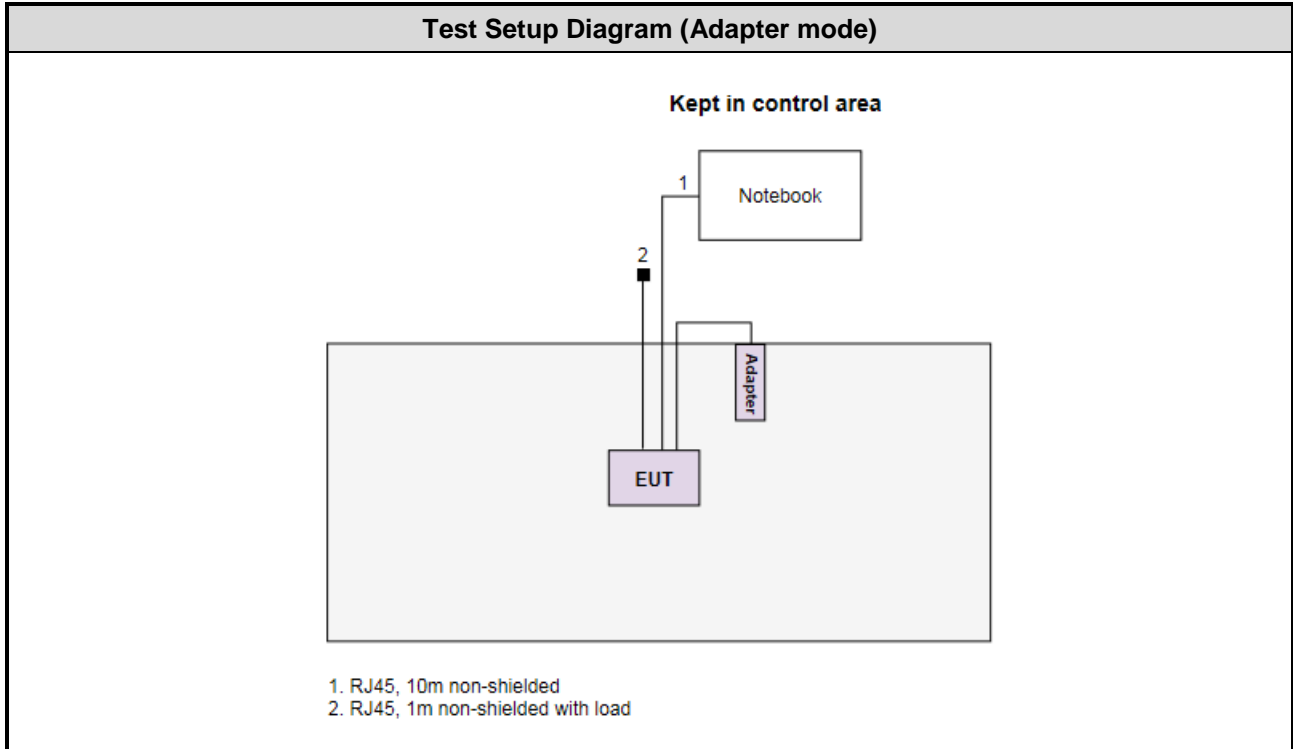 Test Setup Diagram (Adapter mode)
Kept in control area
1
Notebook
2
Adapter
EUT
1. RJ45, 10m non-shielded
2. RJ45, 1m non-shielded with load